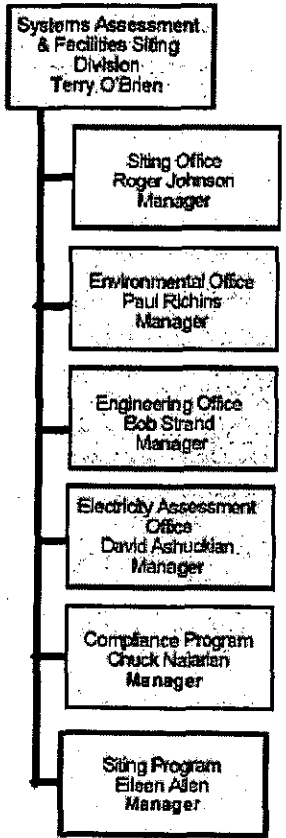 Systems Assessment
& Facilities Siting
Division
Terry O'Brien
Siting Office
Roger Johnson
Manager
Environmental Office
Paul Richins
Manager
Engineering Office
Bob Strand
Manager
Electricity Assessment
Office
David Ashuckian
Manager
Compliance Program
Chuck Najarian
Manager
Siting Program
Eileen Allen
Manager